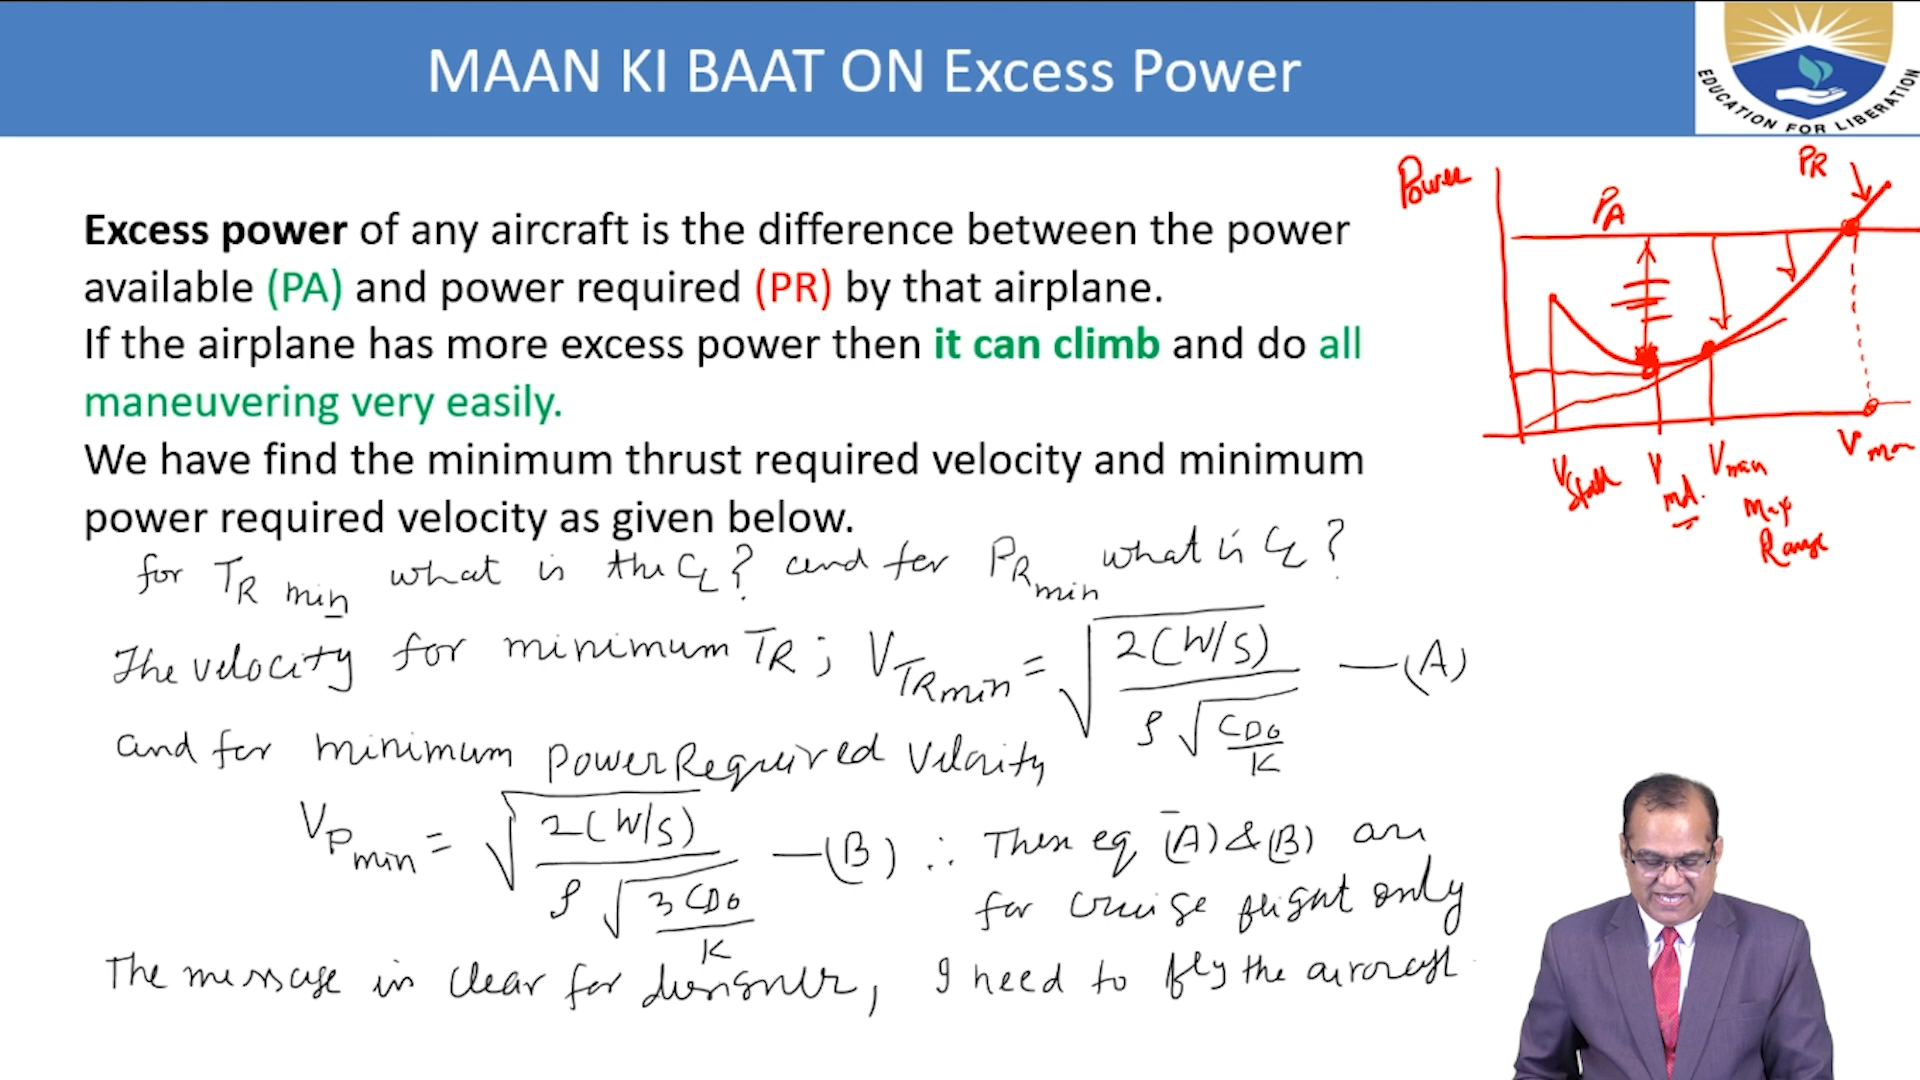 MAAN KI BAAT ON Excess Power
EDUCATION FOR LIBERATION
Excess power of any aircraft is the difference between the power
available (PA) and power required (PR) by that airplane.
If the airplane has more excess power then it can climb and do all
maneuvering very easily.
We have find the minimum thrust required velocity and minimum
power required velocity as given below.
for TR min what is the CL? and for PRmin what is CL?
The velocity for minimum TR; VTRmin = √(2(W/S) / ρ√(CD0/K)) —(A)
and for minimum power Required Velocity
VPmin = √(2(W/S) / ρ√(3CD0/K)) —(B) ∴ Then eq (A) & (B) are
for cruise flight only
The message is clear for designer, I need to fly the aircraft
Power
PA
PR
Vstall
Vmd.
Vmin
Max
Range
Vmax